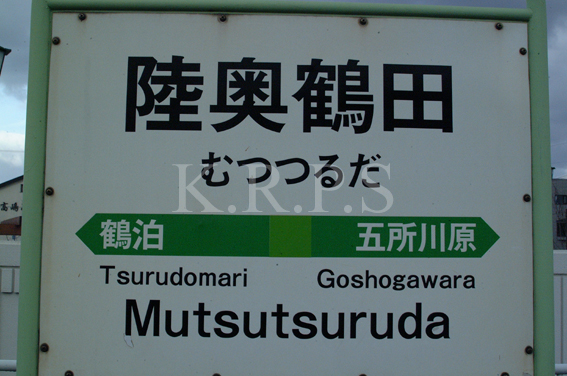 陸奥鶴田
むつつるだ
K.R.P.S
鶴泊 五所川原
Tsurudomari Goshogawara
Mutsutsuruda